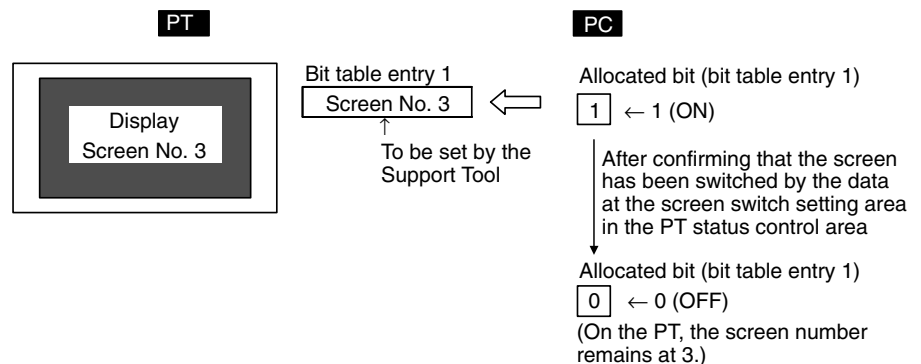 PT
PC
Display
Screen No. 3
Bit table entry 1
Screen No. 3
↑
To be set by the
Support Tool
Allocated bit (bit table entry 1)
1 ← 1 (ON)
After confirming that the screen
has been switched by the data
at the screen switch setting area
in the PT status control area
Allocated bit (bit table entry 1)
0 ← 0 (OFF)
(On the PT, the screen number
remains at 3.)